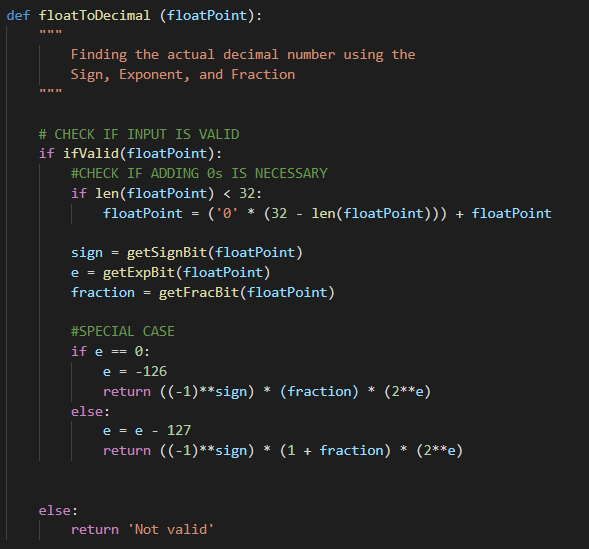 def floatToDecimal (floatPoint):
    """
        Finding the actual decimal number using the
        Sign, Exponent, and Fraction
    """

    # CHECK IF INPUT IS VALID
    if ifValid(floatPoint):
        #CHECK IF ADDING 0s IS NECESSARY
        if len(floatPoint) < 32:
            floatPoint = ('0' * (32 - len(floatPoint))) + floatPoint

        sign = getSignBit(floatPoint)
        e = getExpBit(floatPoint)
        fraction = getFracBit(floatPoint)

        #SPECIAL CASE
        if e == 0:
            e = -126
            return ((-1)**sign) * (fraction) * (2**e)
        else:
            e = e - 127
            return ((-1)**sign) * (1 + fraction) * (2**e)


    else:
        return 'Not valid'